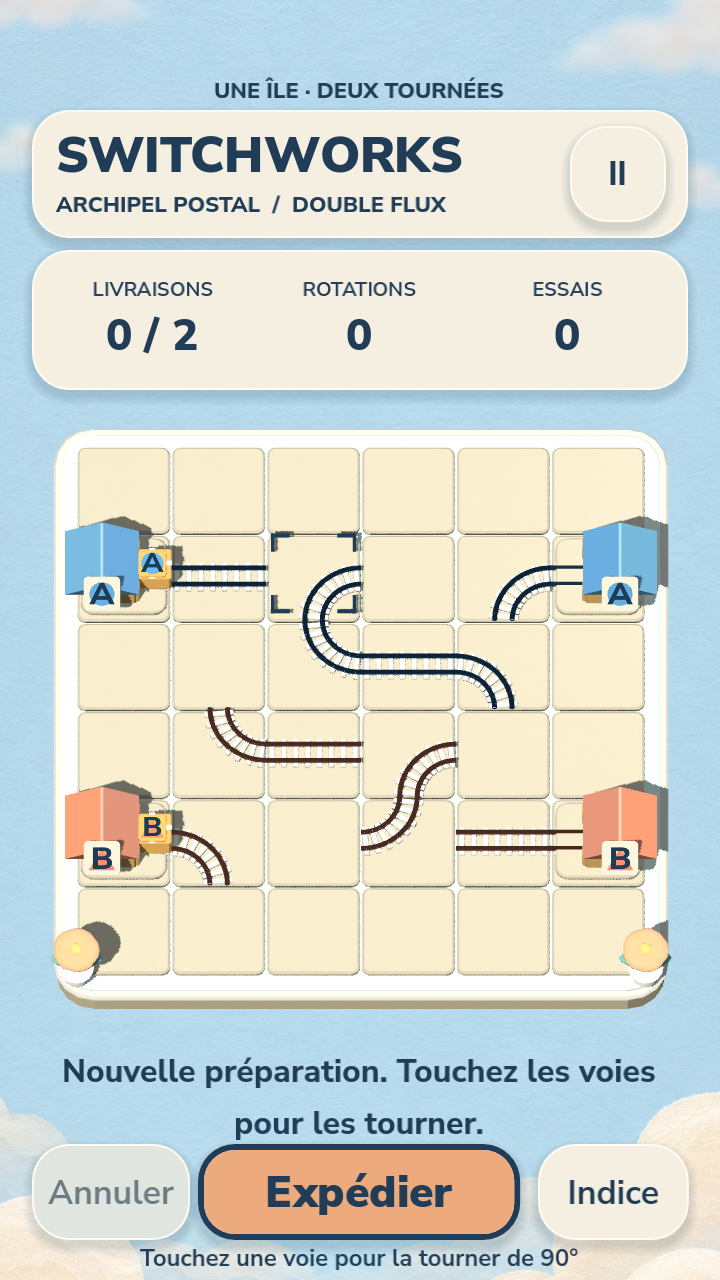 UNE ÎLE · DEUX TOURNÉES
SWITCHWORKS
ARCHIPEL POSTAL / DOUBLE FLUX
II
LIVRAISONS ROTATIONS ESSAIS
0 / 2 0 0
A A A
B B B
Nouvelle préparation. Touchez les voies
pour les tourner.
Annuler Expédier Indice
Touchez une voie pour la tourner de 90°